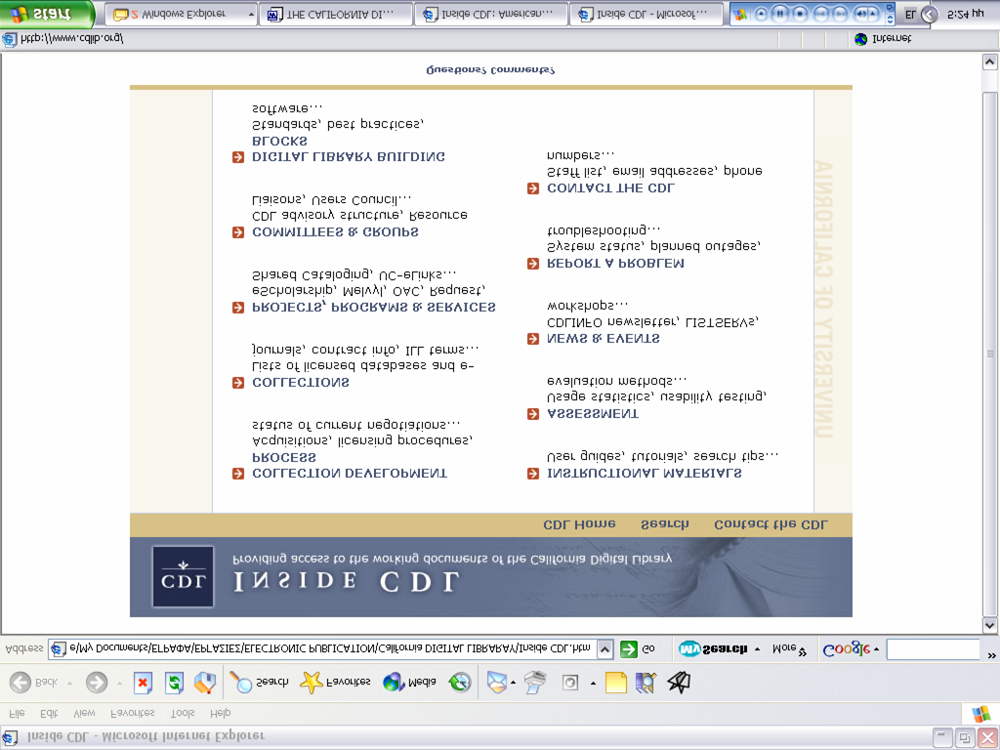 Inside CDL - Microsoft Internet Explorer
File Edit View Favorites Tools Help
Back Search Favorites Media
Address e\My Documents\ΕΓΡΑΦΑ\ΕΡΓΑΣΙΕΣ\ELECTRONIC PUBLICATION\California DIGITAL LIBRARAY\Inside CDL.htm Go My Search More » Google »
CDL
INSIDE CDL
Providing access to the working documents of the California Digital Library
CDL Home Search Contact the CDL
COLLECTION DEVELOPMENT
PROCESS
Acquisitions, licensing procedures,
status of current negotiations...
COLLECTIONS
Lists of licensed databases and e-
journals, contract info, ILL terms...
PROJECTS, PROGRAMS & SERVICES
eScholarship, Melvyl, OAC, Request,
Shared Cataloging, UC-eLinks...
COMMITTEES & GROUPS
CDL advisory structure, Resource
Liaisons, Users Council...
DIGITAL LIBRARY BUILDING
BLOCKS
Standards, best practices,
software...
INSTRUCTIONAL MATERIALS
User guides, tutorials, search tips...
ASSESSMENT
Usage statistics, usability testing,
evaluation methods...
NEWS & EVENTS
CDLINFO newsletter, LISTSERVs,
workshops...
REPORT A PROBLEM
System status, planned outages,
troubleshooting...
CONTACT THE CDL
Staff list, email addresses, phone
numbers...
UNIVERSITY OF CALIFORNIA
Questions? Comments?
http://www.cdlib.org/ Internet
start 2 Windows Explorer THE CALIFORNIA DI... Inside CDL: American... Inside CDL - Microsof... EL 5:24 μμ